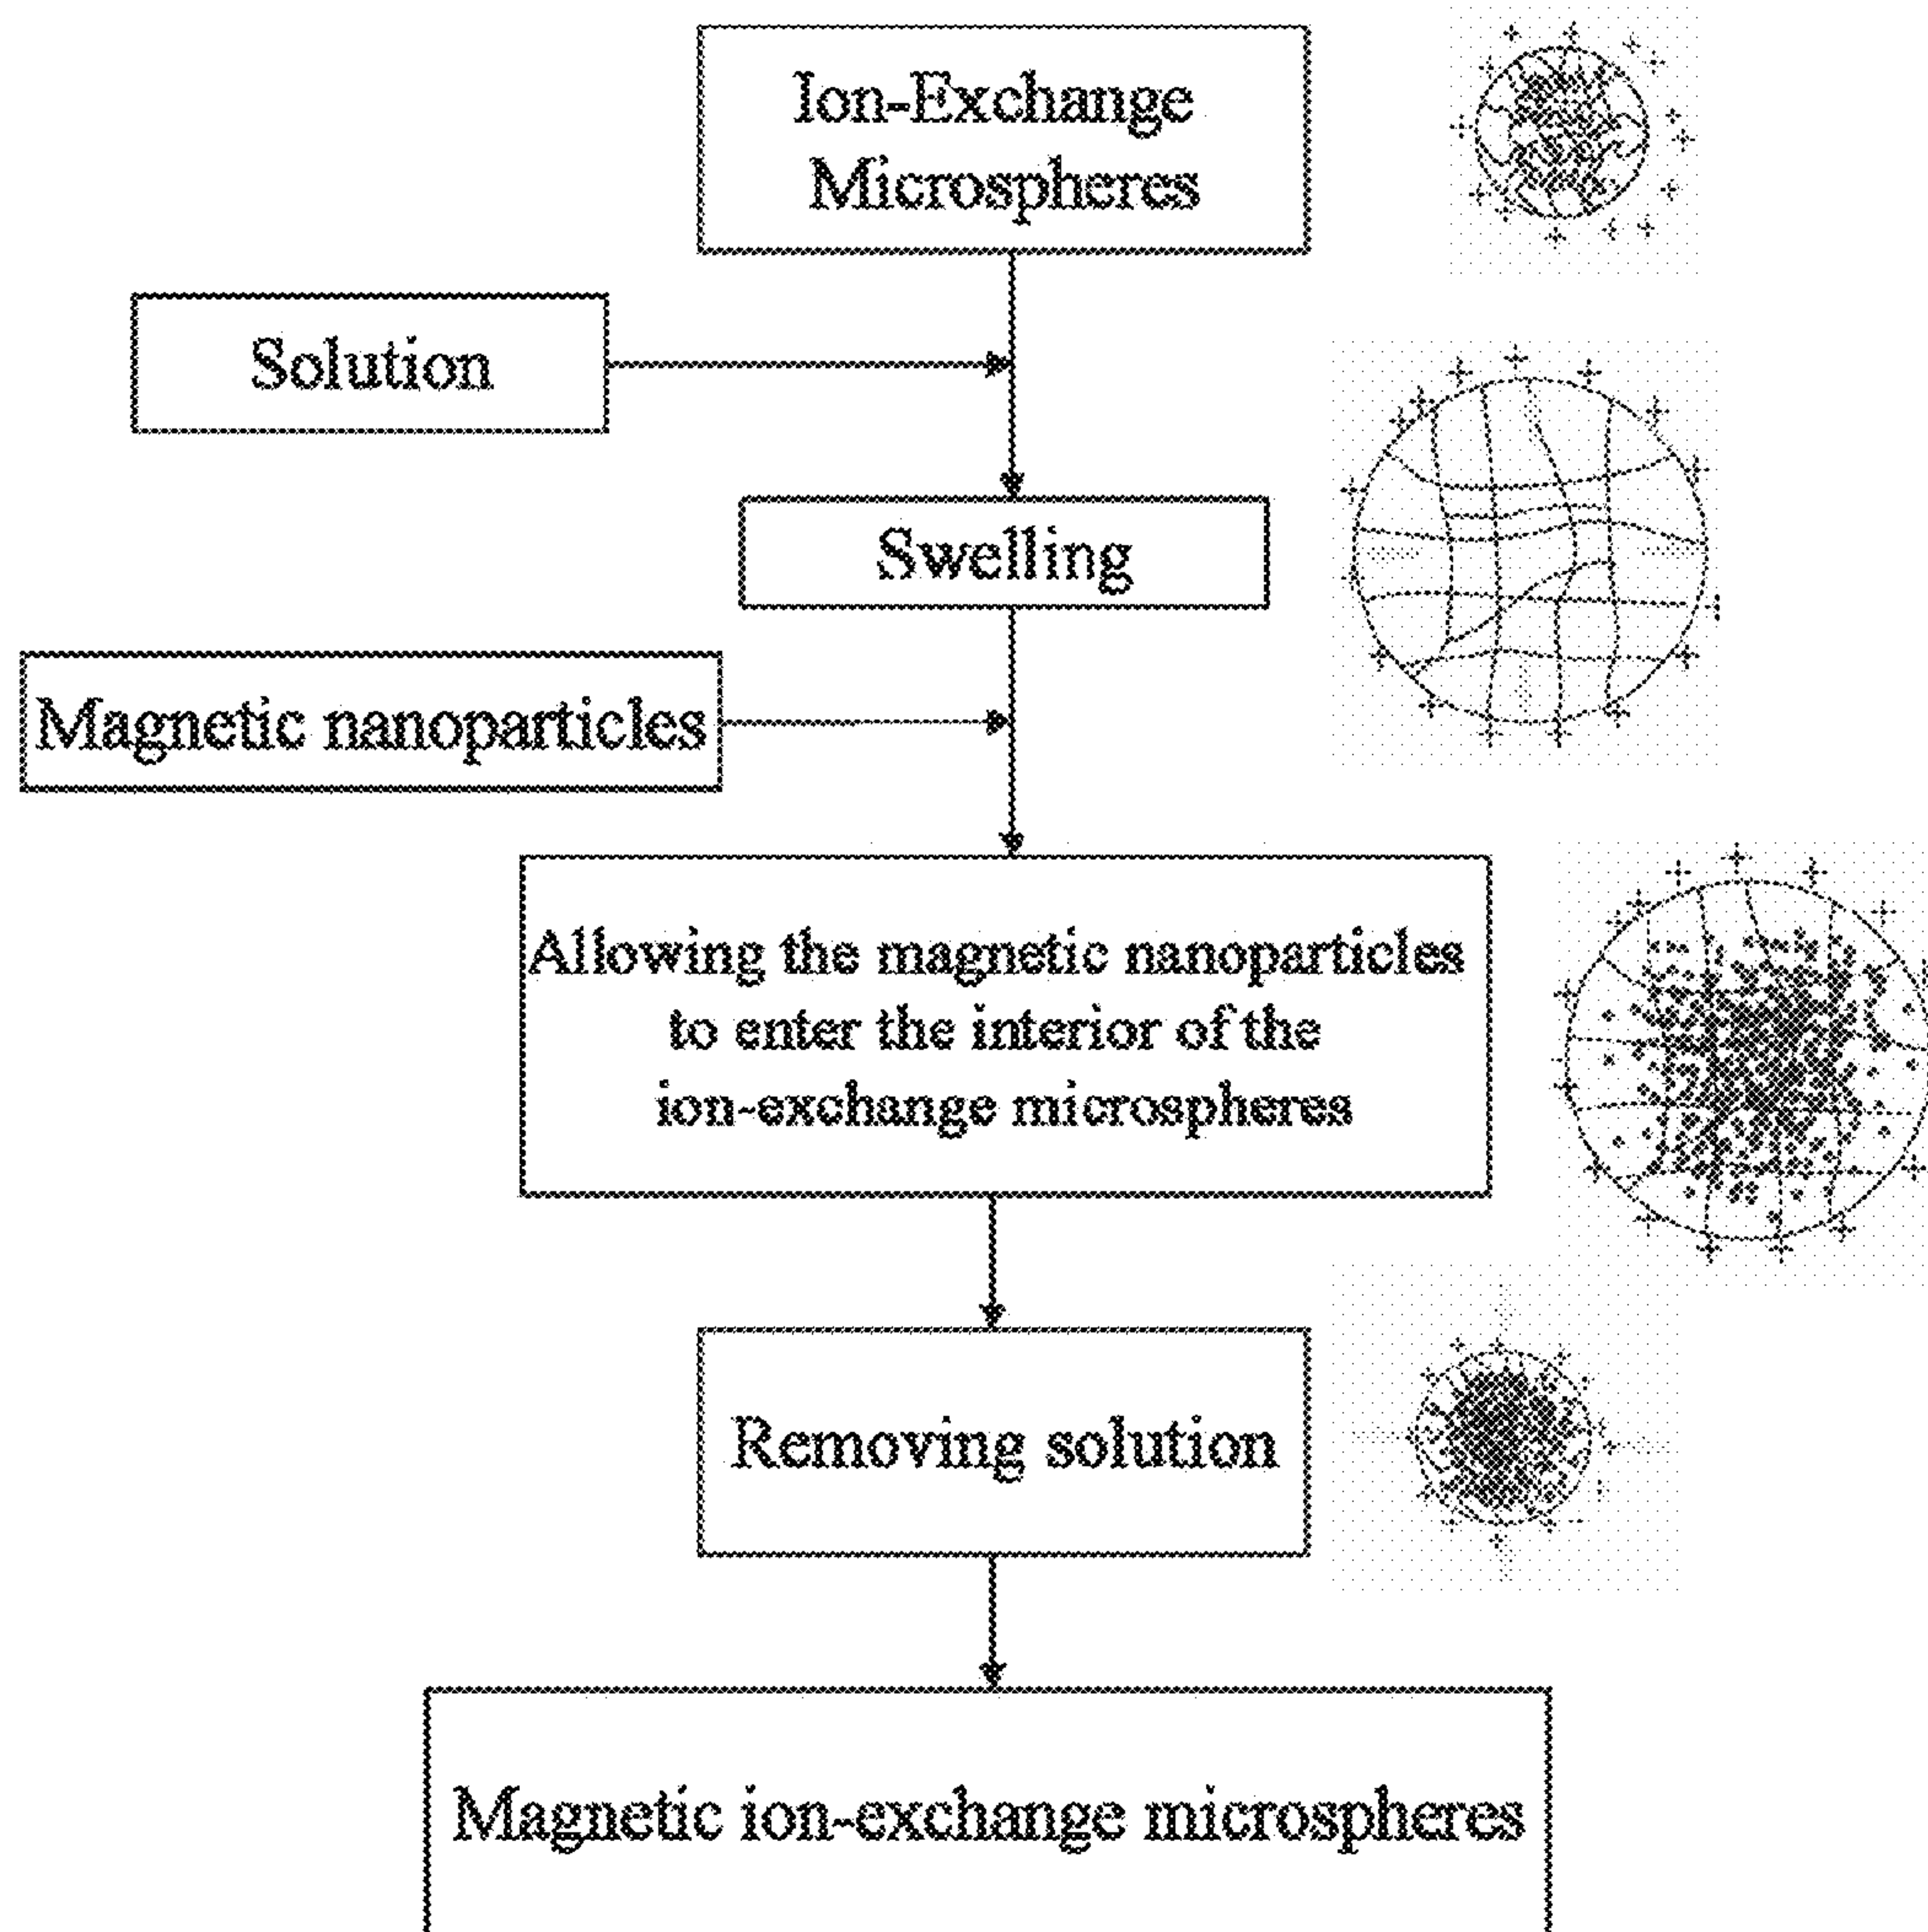 Ion-Exchange
Microspheres
Solution
Swelling
Magnetic nanoparticles
Allowing the magnetic nanoparticles
to enter the interior of the
ion-exchange microspheres
Removing solution
Magnetic ion-exchange microspheres